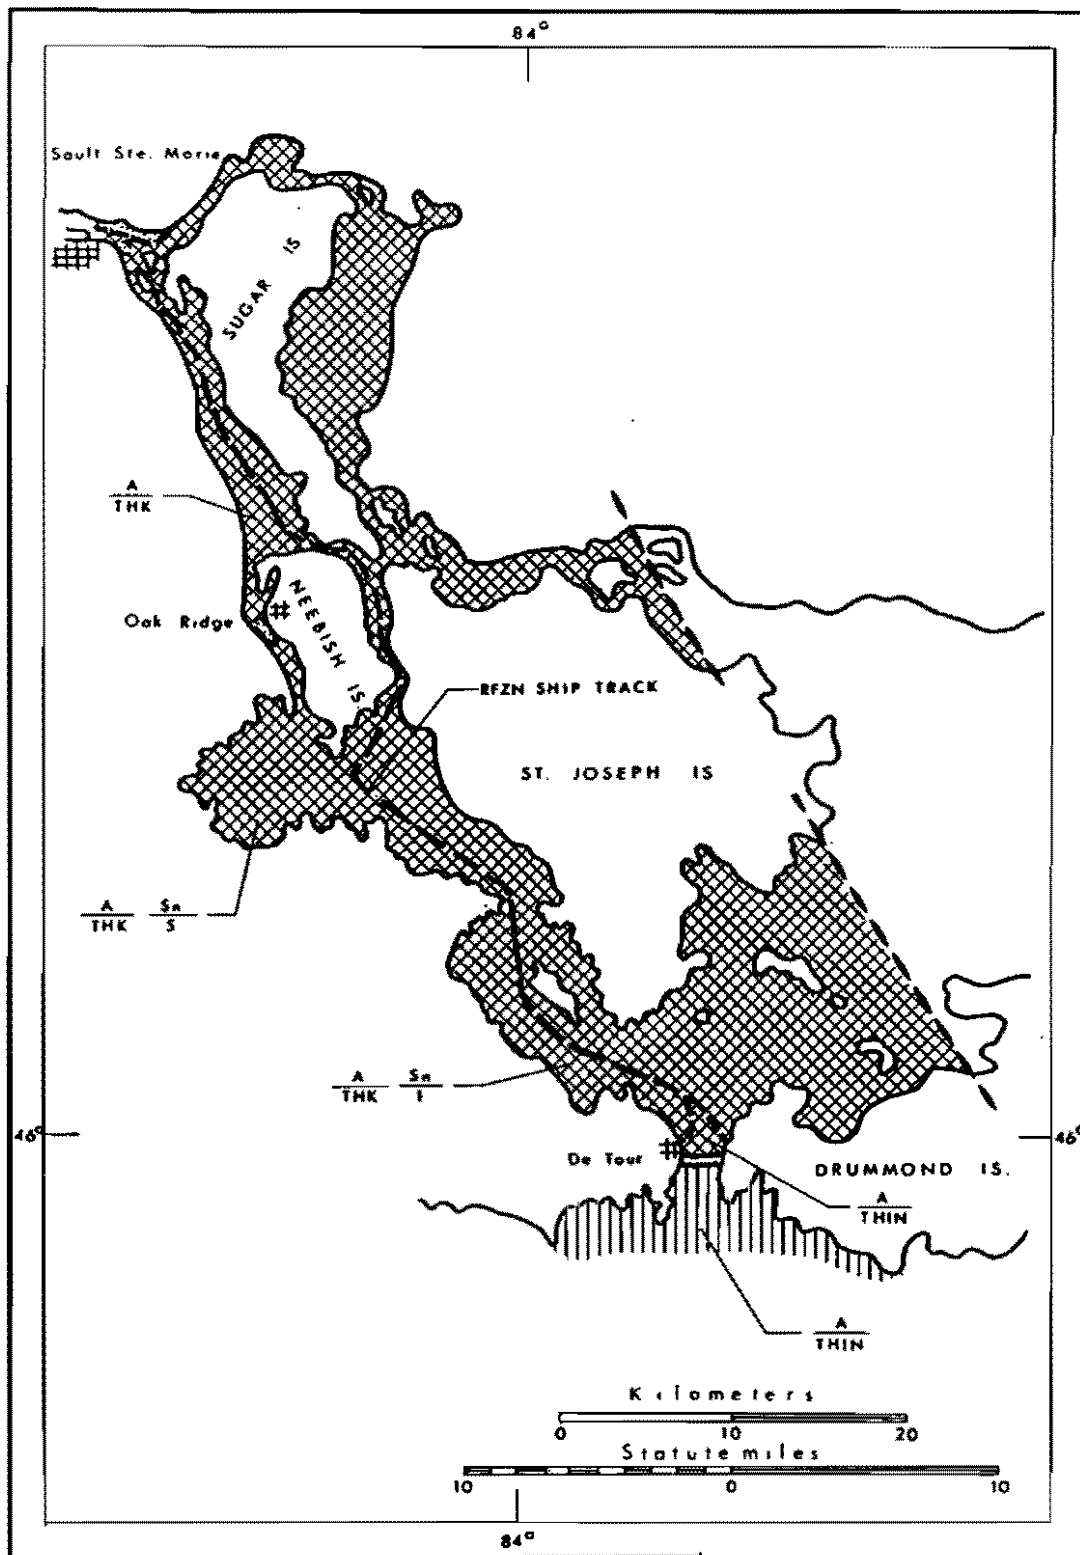 84°
Sault Ste. Marie
SUGAR IS
A
THK
Oak Ridge
NEEBISH IS.
RFZN SHIP TRACK
ST. JOSEPH IS
A Sn
THK 5
A Sn
THK 1
46°
46°
De Tour
DRUMMOND IS.
A
THIN
A
THIN
Kilometers
0 10 20
Statute miles
10 0 10
84°